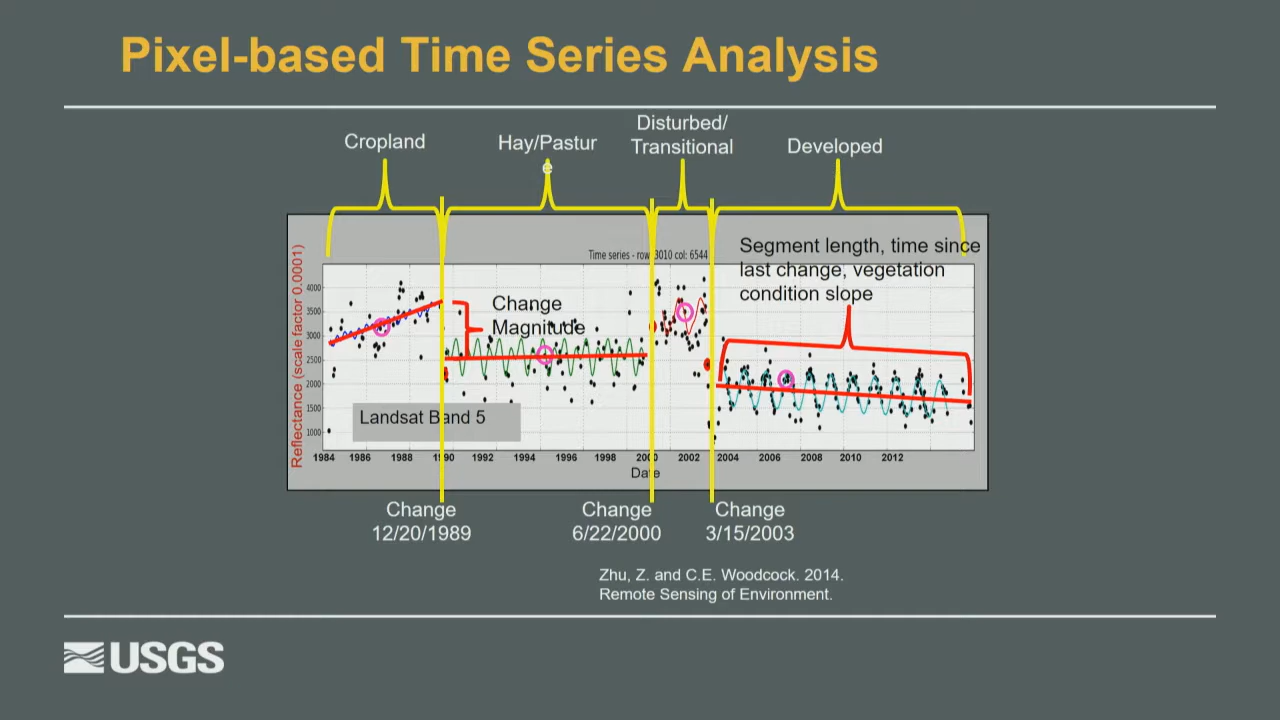 Pixel-based Time Series Analysis
Cropland
Hay/Pastur
e
Disturbed/
Transitional
Developed
Time series - row: 3010 col: 6544
Segment length, time since
last change, vegetation
condition slope
Change
Magnitude
Landsat Band 5
Reflectance (scale factor 0.0001)
4000
3500
3000
2500
2000
1500
1000
1984 1986 1988 1990 1992 1994 1996 1998 2000 2002 2004 2006 2008 2010 2012
Date
Change
12/20/1989
Change
6/22/2000
Change
3/15/2003
Zhu, Z. and C.E. Woodcock. 2014.
Remote Sensing of Environment.
USGS